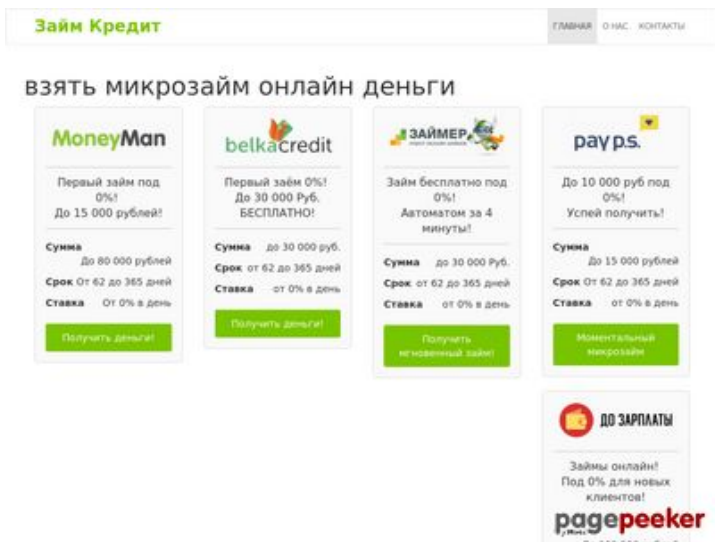 Займ Кредит
ГЛАВНАЯ О НАС КОНТАКТЫ
взять микрозайм онлайн деньги
MoneyMan
Первый займ под
0%!
До 15 000 рублей!
Сумма
До 80 000 рублей
Срок От 62 до 365 дней
Ставка От 0% в день
Получить деньги!
belkacredit
Первый заём 0%!
До 30 000 Руб.
БЕСПЛАТНО!
Сумма до 30 000 руб.
Срок от 62 до 365 дней
Ставка от 0% в день
Получить деньги!
ЗАЙМЕР
Займ бесплатно под
0%!
Автоматом за 4
минуты!
Сумма до 30 000 Руб.
Срок от 62 до 365 дней
Ставка от 0% в день
Получить
мгновенный займ!
pay p.s.
До 10 000 руб под
0%!
Успей получить!
Сумма
До 15 000 рублей
Срок От 62 до 365 дней
Ставка от 0% в день
Моментальный
микрозайм
ДО ЗАРПЛАТЫ
Займы онлайн!
Под 0% для новых
клиентов!
pagepeeker